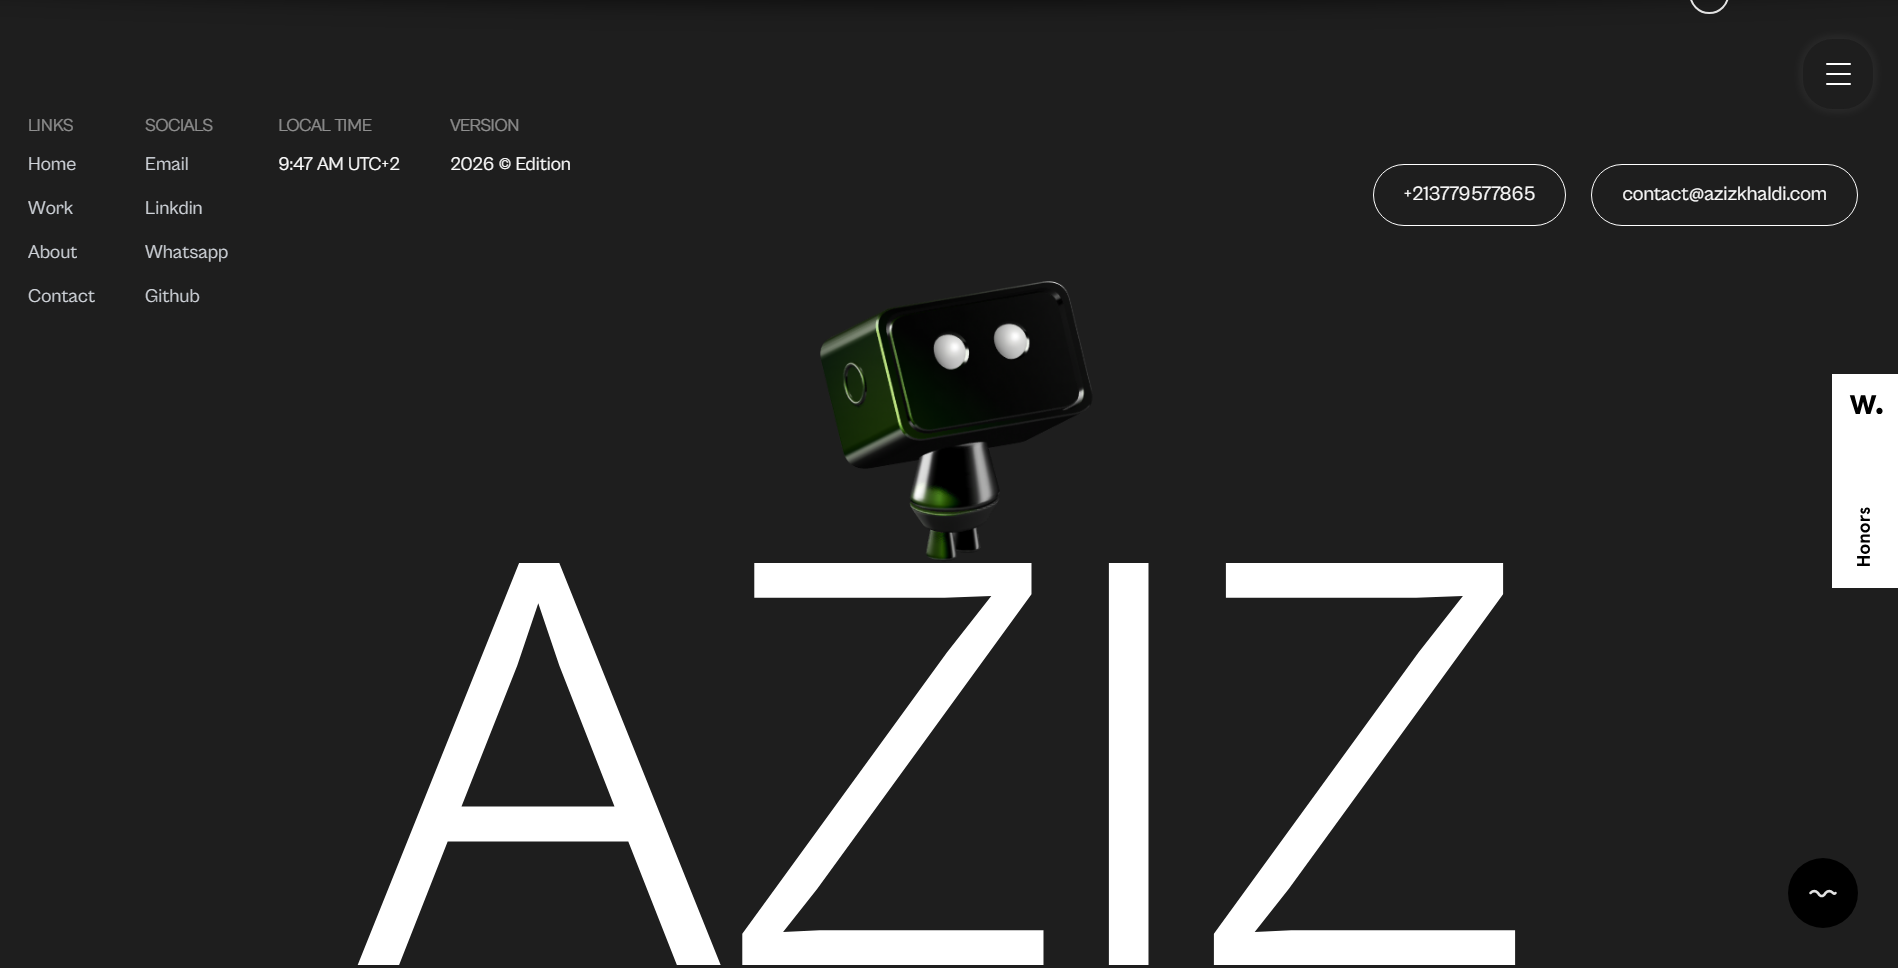 LINKS
Home
Work
About
Contact
SOCIALS
Email
Linkdin
Whatsapp
Github
LOCAL TIME
9:47 AM UTC+2
VERSION
2026 © Edition
+213779577865
contact@azizkhaldi.com
W.
Honors
AZIZ